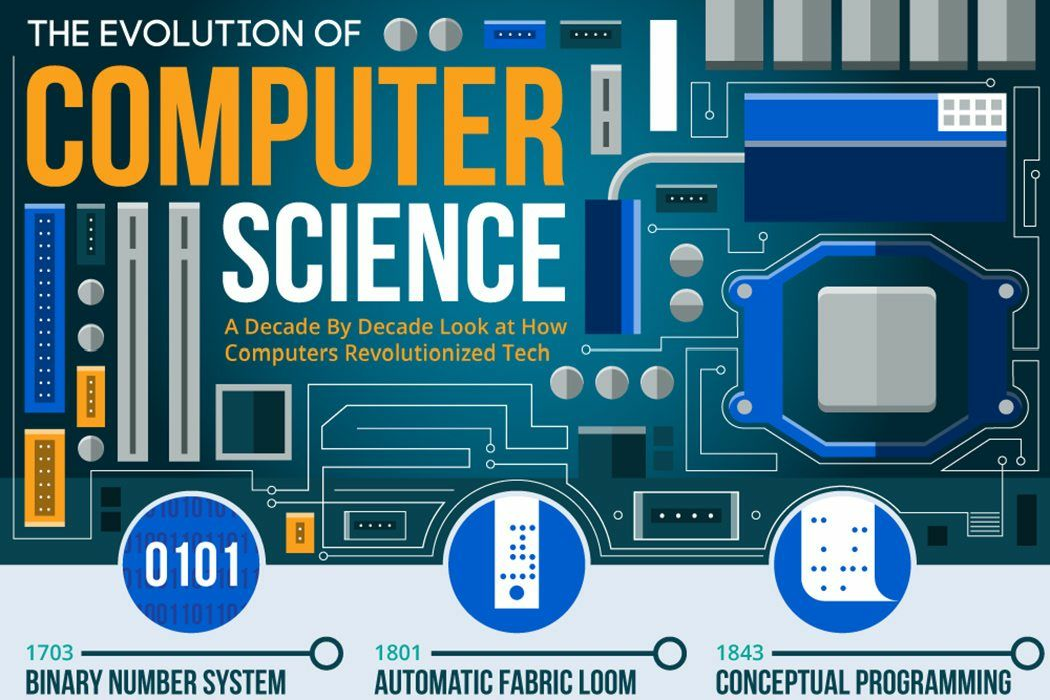 THE EVOLUTION OF
COMPUTER
SCIENCE
A Decade By Decade Look at How
Computers Revolutionized Tech
0101
1703
BINARY NUMBER SYSTEM
1801
AUTOMATIC FABRIC LOOM
1843
CONCEPTUAL PROGRAMMING